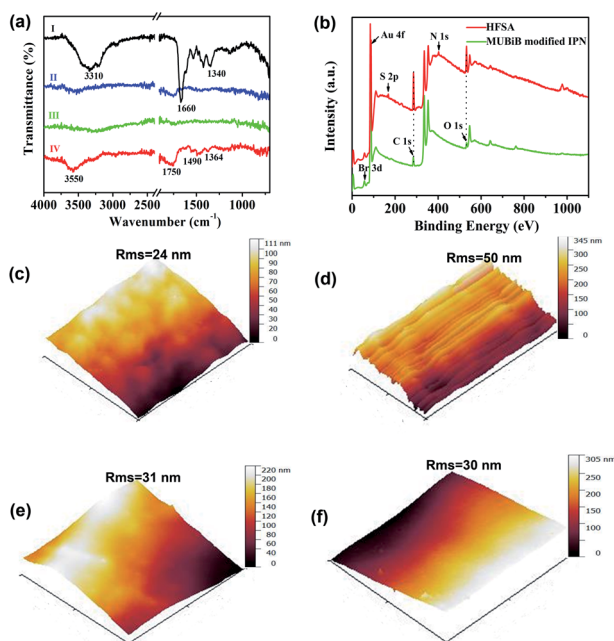 (a)
I
II
III
IV
3310
1660
1340
3550
1750
1490
1364
Transmittance (%)
4000 3500 3000 2500 1500 1000
Wavenumber (cm-1)
(b)
HFSA
MUBiB modified IPN
Au 4f
N 1s
S 2p
C 1s
O 1s
Br 3d
Intensity (a.u.)
0 200 400 600 800 1000
Binding Energy (eV)
(c)
Rms=24 nm
111 nm
100
90
80
70
60
50
40
30
20
10
0
(d)
Rms=50 nm
345 nm
300
250
200
150
100
50
0
(e)
Rms=31 nm
220 nm
200
180
160
140
120
100
80
60
40
20
0
(f)
Rms=30 nm
305 nm
250
200
150
100
50
0